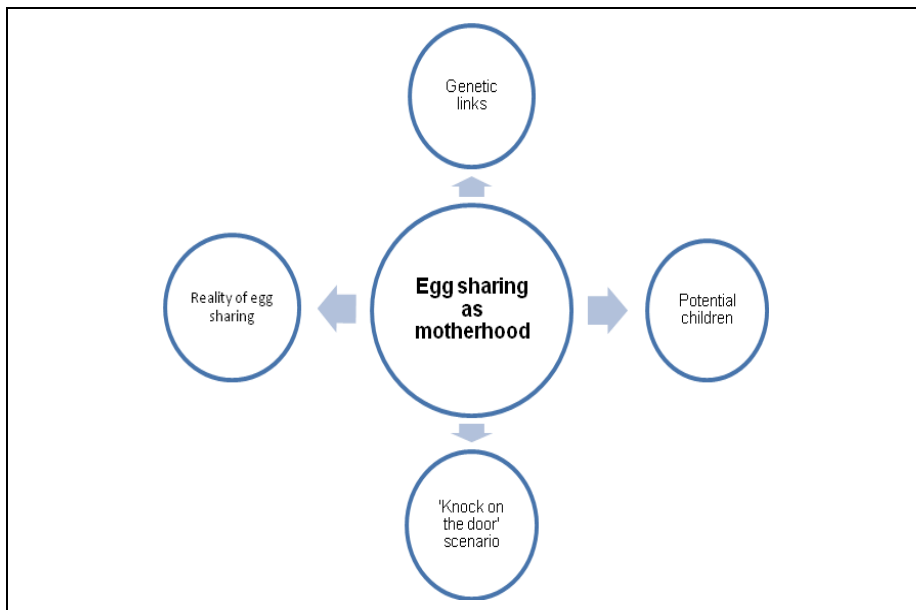 Genetic
links
Reality of egg
sharing
Egg sharing
as
motherhood
Potential
children
'Knock on
the door'
scenario